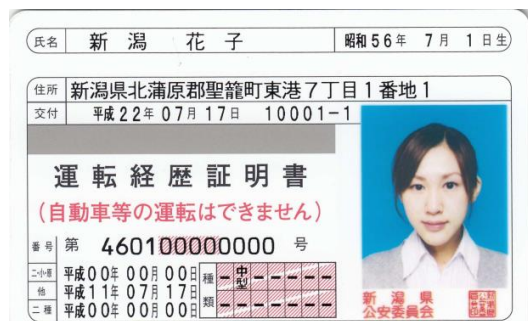 氏名 新潟 花子 昭和56年 7月 1日生
住所 新潟県北蒲原郡聖籠町東港7丁目1番地1
交付 平成22年07月17日 10001-1
運転経歴証明書
(自動車等の運転はできません)
番号 第 460100000000 号
二・小・原 平成00年00月00日
他 平成11年07月17日
二種 平成00年00月00日
種類 - 中型 - - - - - -
- - - - - - -
新潟県
公安委員会